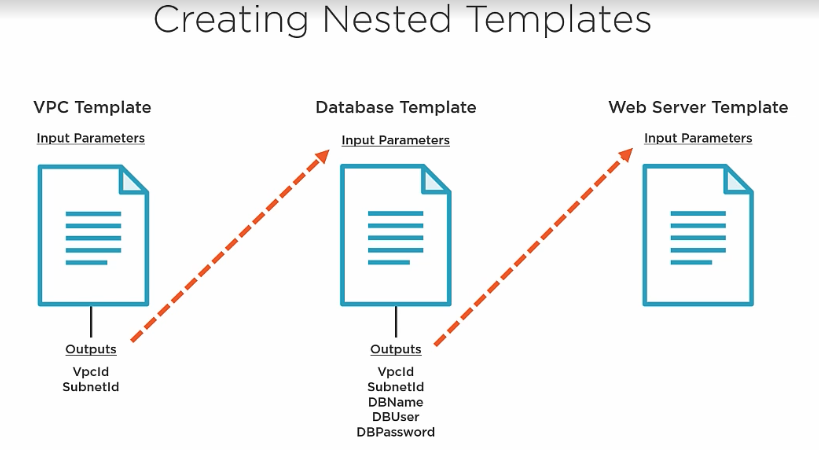 Creating Nested Templates
VPC Template
Input Parameters
Outputs
VpcId
SubnetId
Database Template
Input Parameters
Outputs
VpcId
SubnetId
DBName
DBUser
DBPassword
Web Server Template
Input Parameters